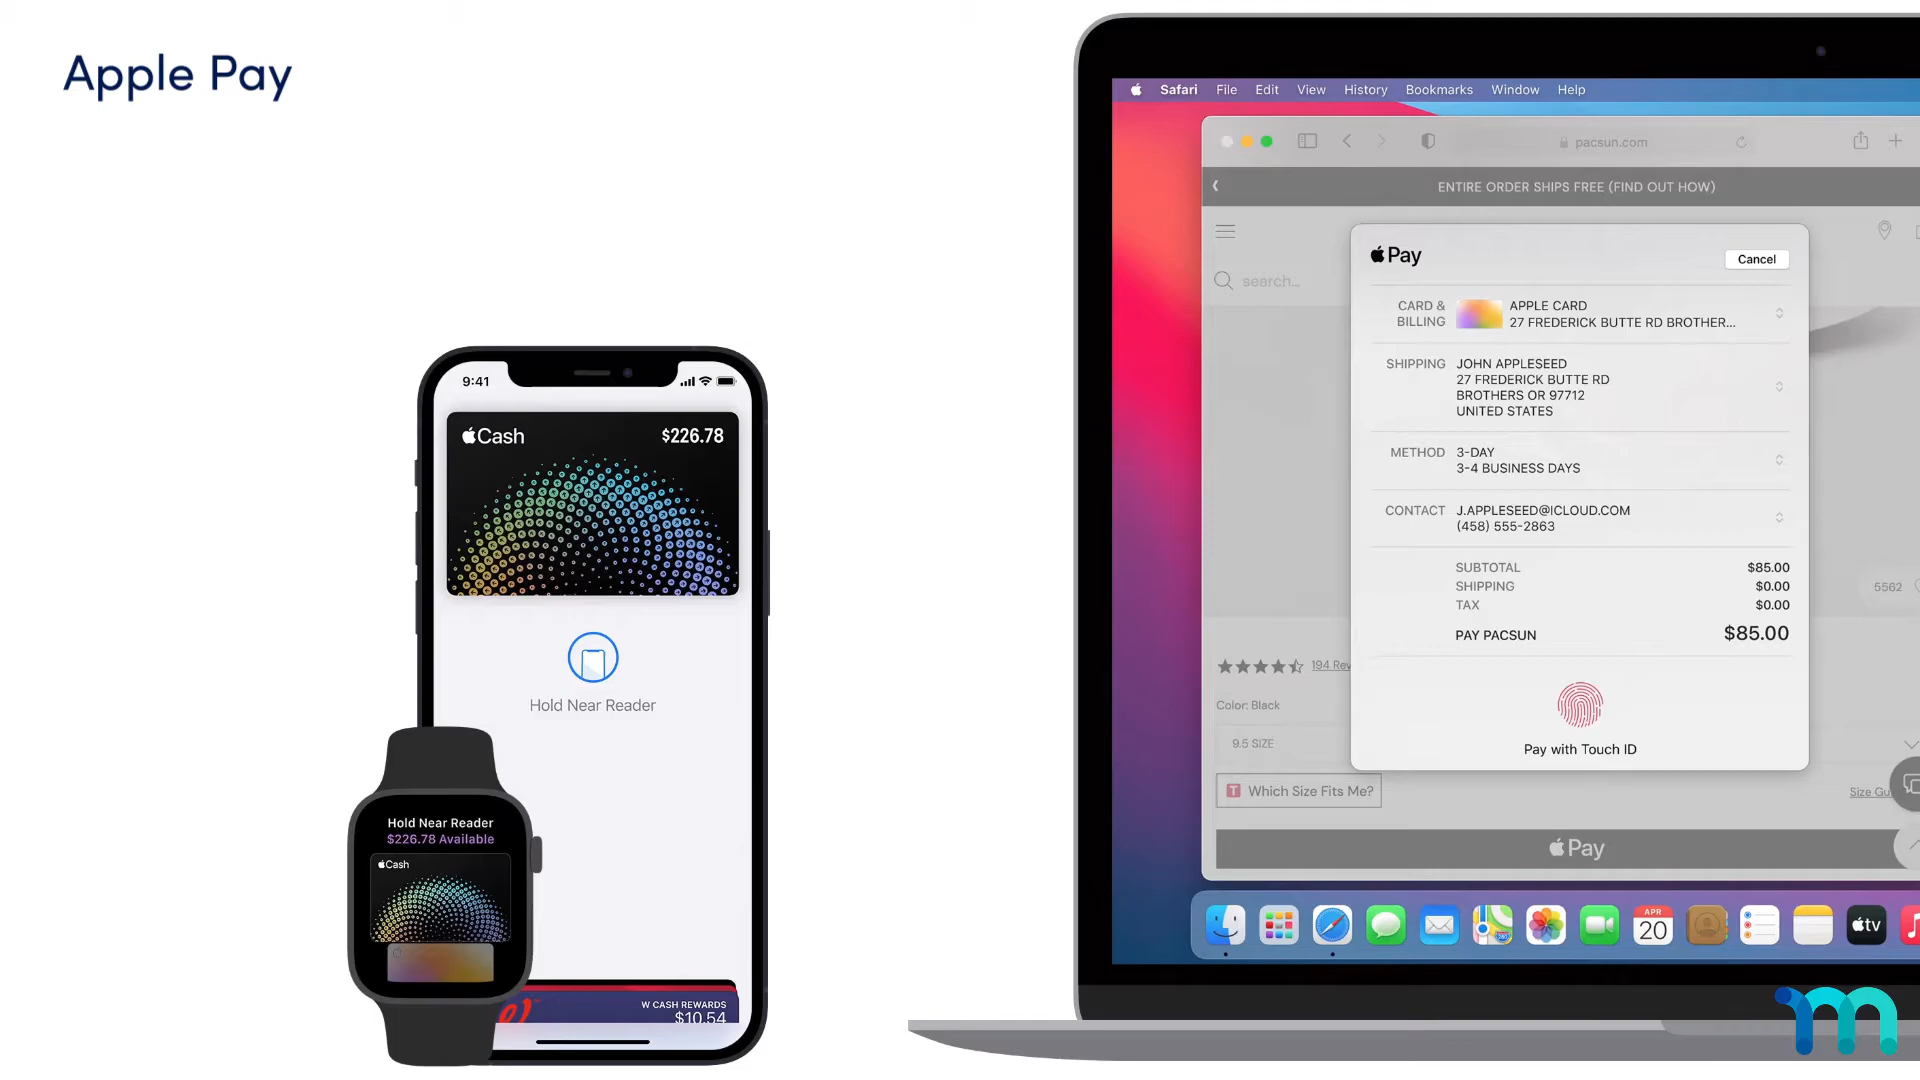 Apple Pay
9:41
Cash
$226.78
Hold Near Reader
W CASH REWARDS
$10.54
Hold Near Reader
$226.78 Available
Cash
Safari File Edit View History Bookmarks Window Help
pacsun.com
ENTIRE ORDER SHIPS FREE (FIND OUT HOW)
search...
Pay
Cancel
CARD & BILLING
APPLE CARD
27 FREDERICK BUTTE RD BROTHER...
SHIPPING
JOHN APPLESEED
27 FREDERICK BUTTE RD
BROTHERS OR 97712
UNITED STATES
METHOD
3-DAY
3-4 BUSINESS DAYS
CONTACT
J.APPLESEED@ICLOUD.COM
(458) 555-2863
SUBTOTAL $85.00
SHIPPING $0.00
TAX $0.00
PAY PACSUN $85.00
Pay with Touch ID
5562
194 Rev
Color: Black
9.5 SIZE
T Which Size Fits Me?
Size Gu
Pay
APR
20
tv
m